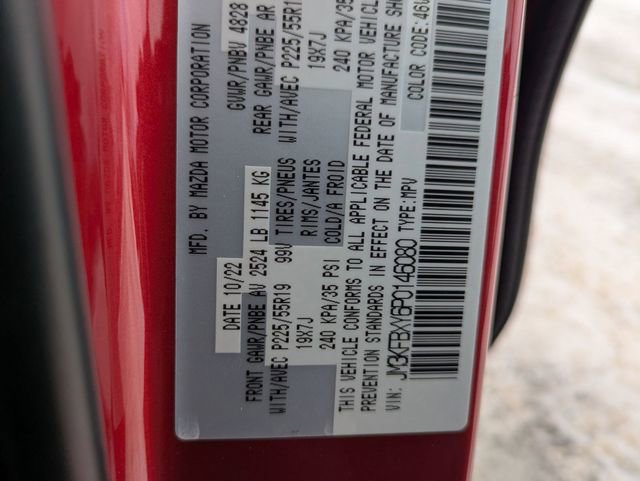 MFD. BY MAZDA MOTOR CORPORATION
DATE 10/22 GVWR/PNBV 4828
FRONT GAWR/PNBE AV 2524 LB 1145 KG REAR GAWR/PNBE AR
WITH/AVEC P225/55R19 99V TIRES/PNEUS WITH/AVEC P225/55R1
19X7J RIMS/JANTES 19X7J
240 KPA/35 PSI COLD/A FROID 240 KPA/35
THIS VEHICLE CONFORMS TO ALL APPLICABLE FEDERAL MOTOR VEHICLE
PREVENTION STANDARDS IN EFFECT ON THE DATE OF MANUFACTURE SH
VIN: JM3KFBXY6P0146080 TYPE:MPV COLOR CODE: